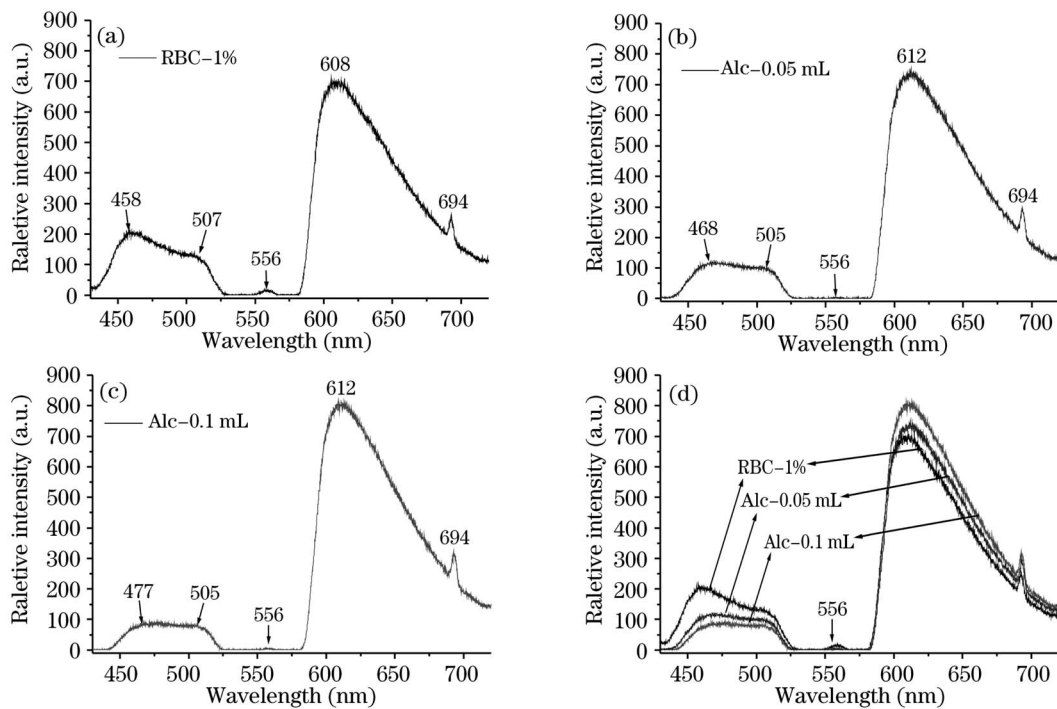 (a)
RBC-1%
608
458
507
556
694
900
800
700
600
500
400
300
200
100
0
450 500 550 600 650 700
Wavelength (nm)
Raletive intensity (a.u.)
(b)
Alc-0.05 mL
612
468
505
556
694
900
800
700
600
500
400
300
200
100
0
450 500 550 600 650 700
Wavelength (nm)
Raletive intensity (a.u.)
(c)
Alc-0.1 mL
612
477
505
556
694
900
800
700
600
500
400
300
200
100
0
450 500 550 600 650 700
Wavelength (nm)
Raletive intensity (a.u.)
(d)
RBC-1%
Alc-0.05 mL
Alc-0.1 mL
556
900
800
700
600
500
400
300
200
100
0
450 500 550 600 650 700
Wavelength (nm)
Raletive intensity (a.u.)